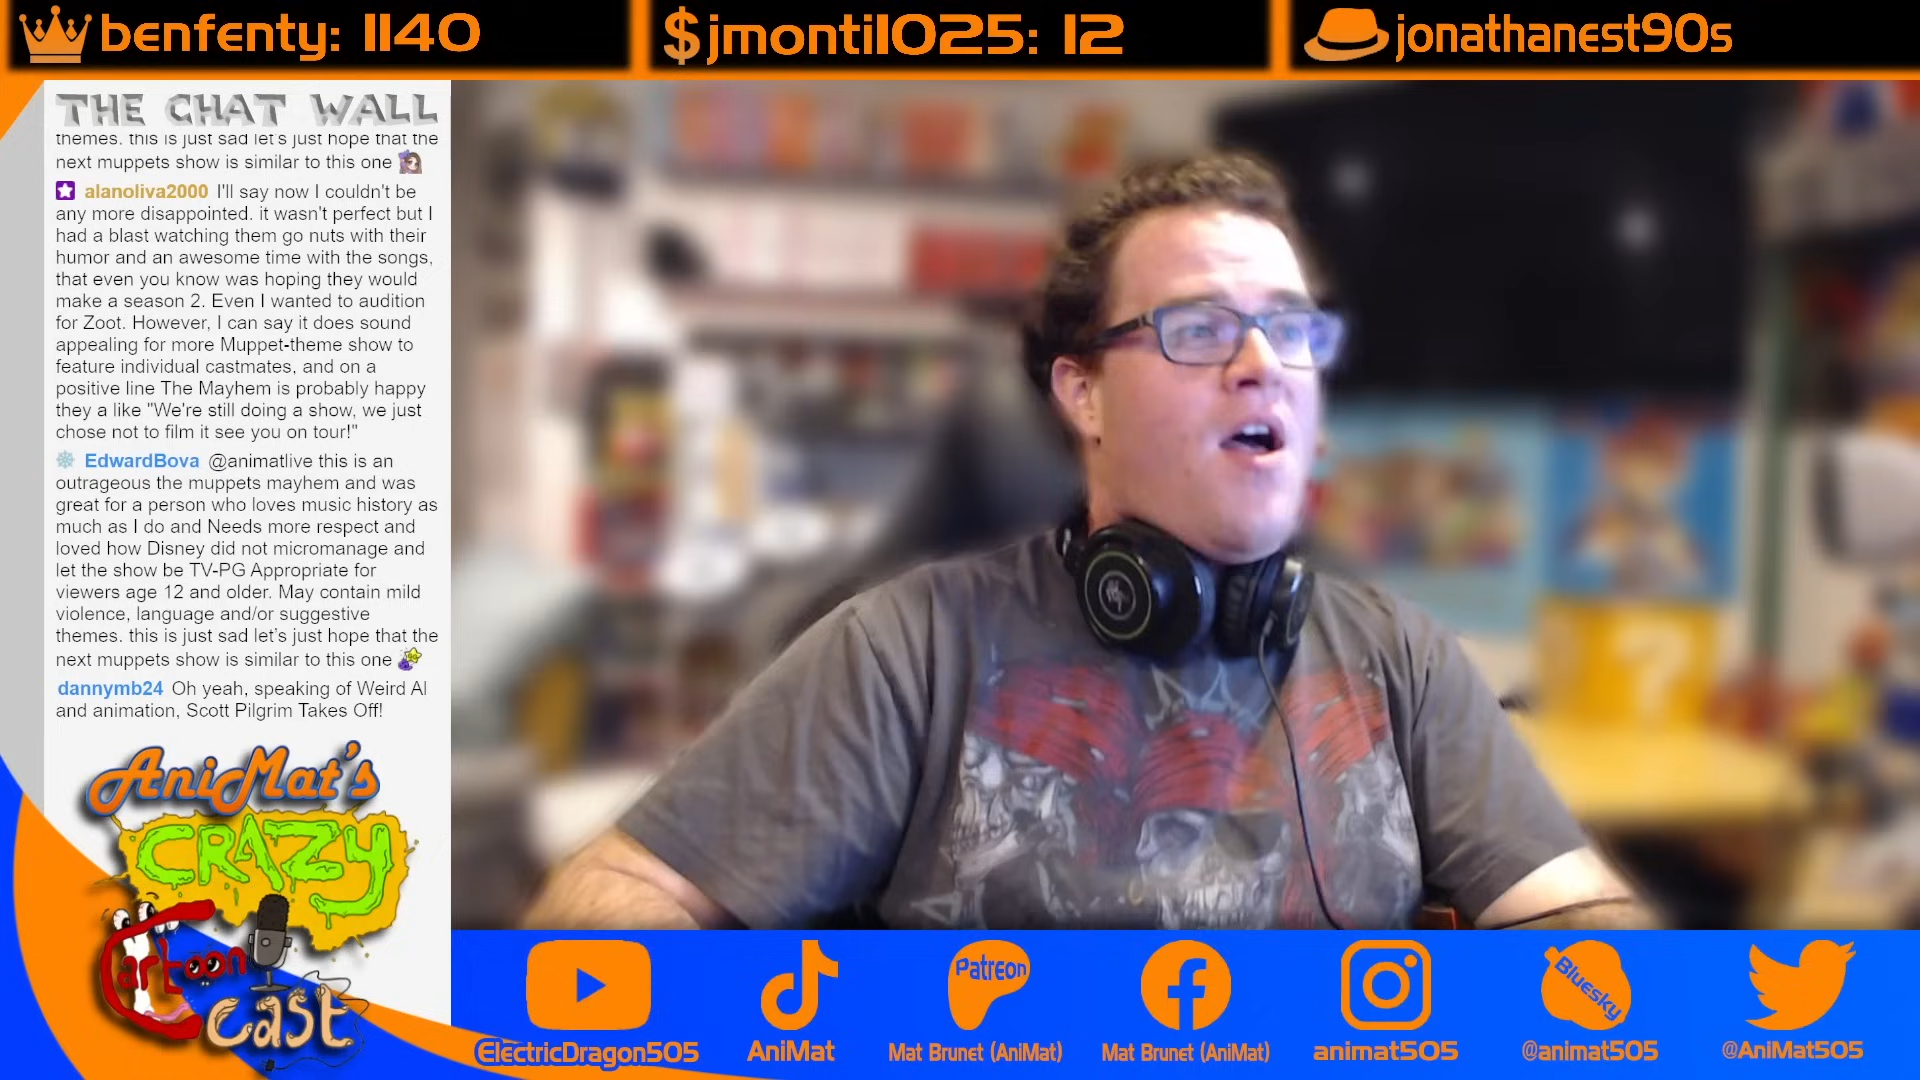 benfenty: 1140
$jmonti1025: 12
jonathanest90s
THE CHAT WALL
themes. this is just sad let's just hope that the
next muppets show is similar to this one
alanoliva2000 I'll say now I couldn't be
any more disappointed. it wasn't perfect but I
had a blast watching them go nuts with their
humor and an awesome time with the songs,
that even you know was hoping they would
make a season 2. Even I wanted to audition
for Zoot. However, I can say it does sound
appealing for more Muppet-theme show to
feature individual castmates, and on a
positive line The Mayhem is probably happy
they a like "We're still doing a show, we just
chose not to film it see you on tour!"
EdwardBova @animatlive this is an
outrageous the muppets mayhem and was
great for a person who loves music history as
much as I do and Needs more respect and
loved how Disney did not micromanage and
let the show be TV-PG Appropriate for
viewers age 12 and older. May contain mild
violence, language and/or suggestive
themes. this is just sad let's just hope that the
next muppets show is similar to this one
dannymb24 Oh yeah, speaking of Weird Al
and animation, Scott Pilgrim Takes Off!
AniMat's
CRAZY
Cartoon
Cast
Patreon
Bluesky
ElectricDragon505
AniMat
Mat Brunet (AniMat)
Mat Brunet (AniMat)
animat505
@animat505
@AniMat505